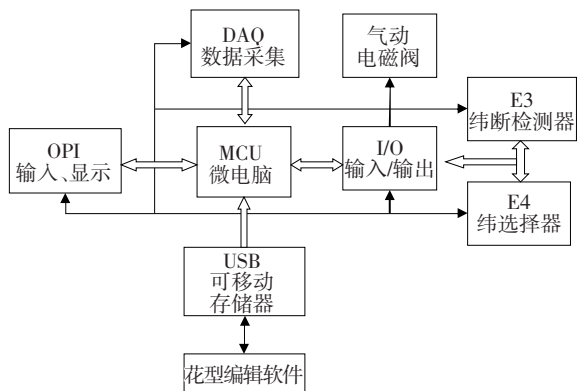 DAQ
数据采集
气动
电磁阀
E3
纬断检测器
OPI
输入、显示
MCU
微电脑
I/O
输入/输出
E4
纬选择器
USB
可移动
存储器
花型编辑软件